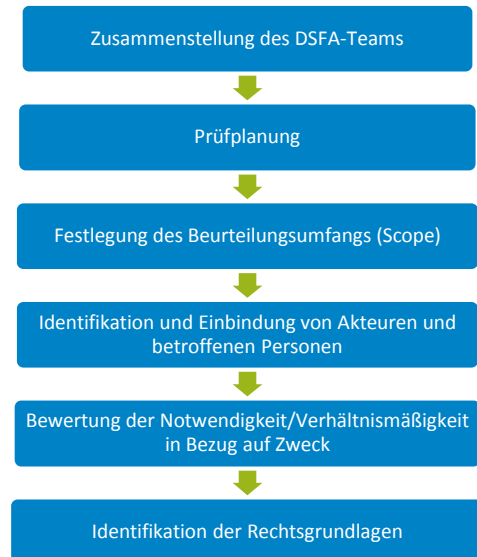 Zusammenstellung des DSFA-Teams
Prüfplanung
Festlegung des Beurteilungsumfangs (Scope)
Identifikation und Einbindung von Akteuren und
betroffenen Personen
Bewertung der Notwendigkeit/Verhältnismäßigkeit
in Bezug auf Zweck
Identifikation der Rechtsgrundlagen